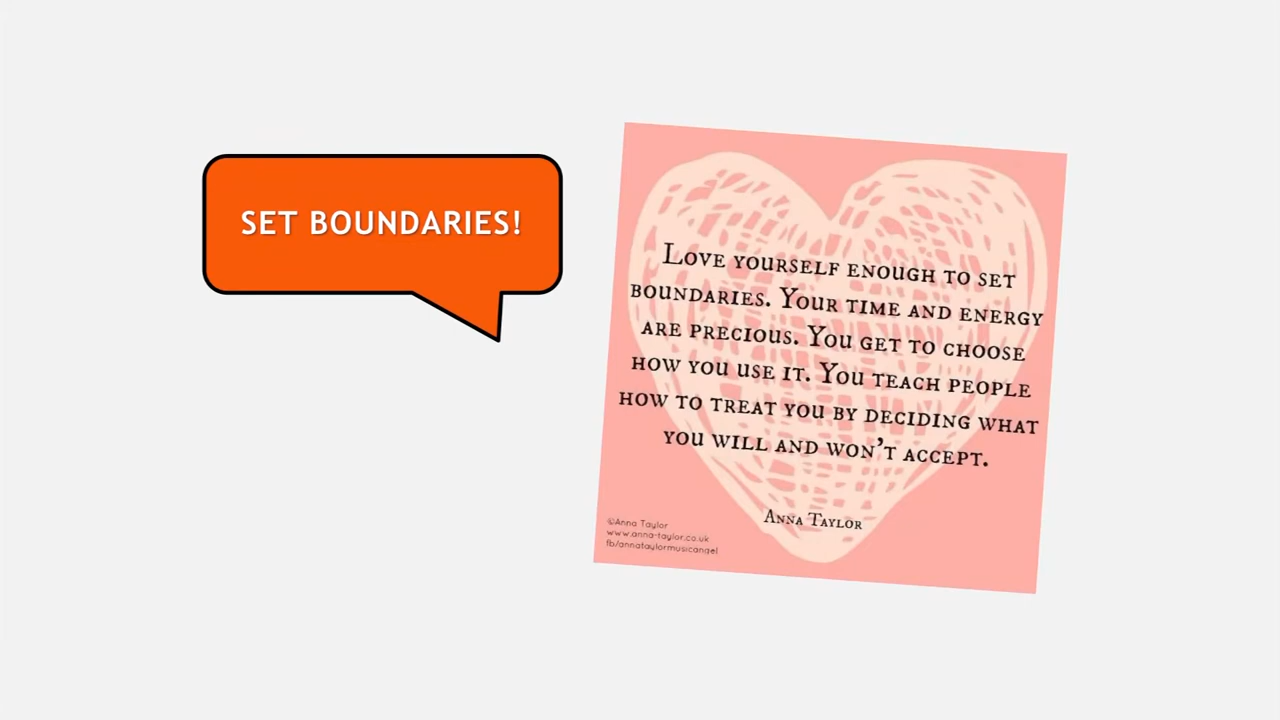 SET BOUNDARIES!
Love yourself enough to set
boundaries. Your time and energy
are precious. You get to choose
how you use it. You teach people
how to treat you by deciding what
you will and won't accept.
Anna Taylor
©Anna Taylor
www.anna-taylor.co.uk
fb/annataylormusicangel